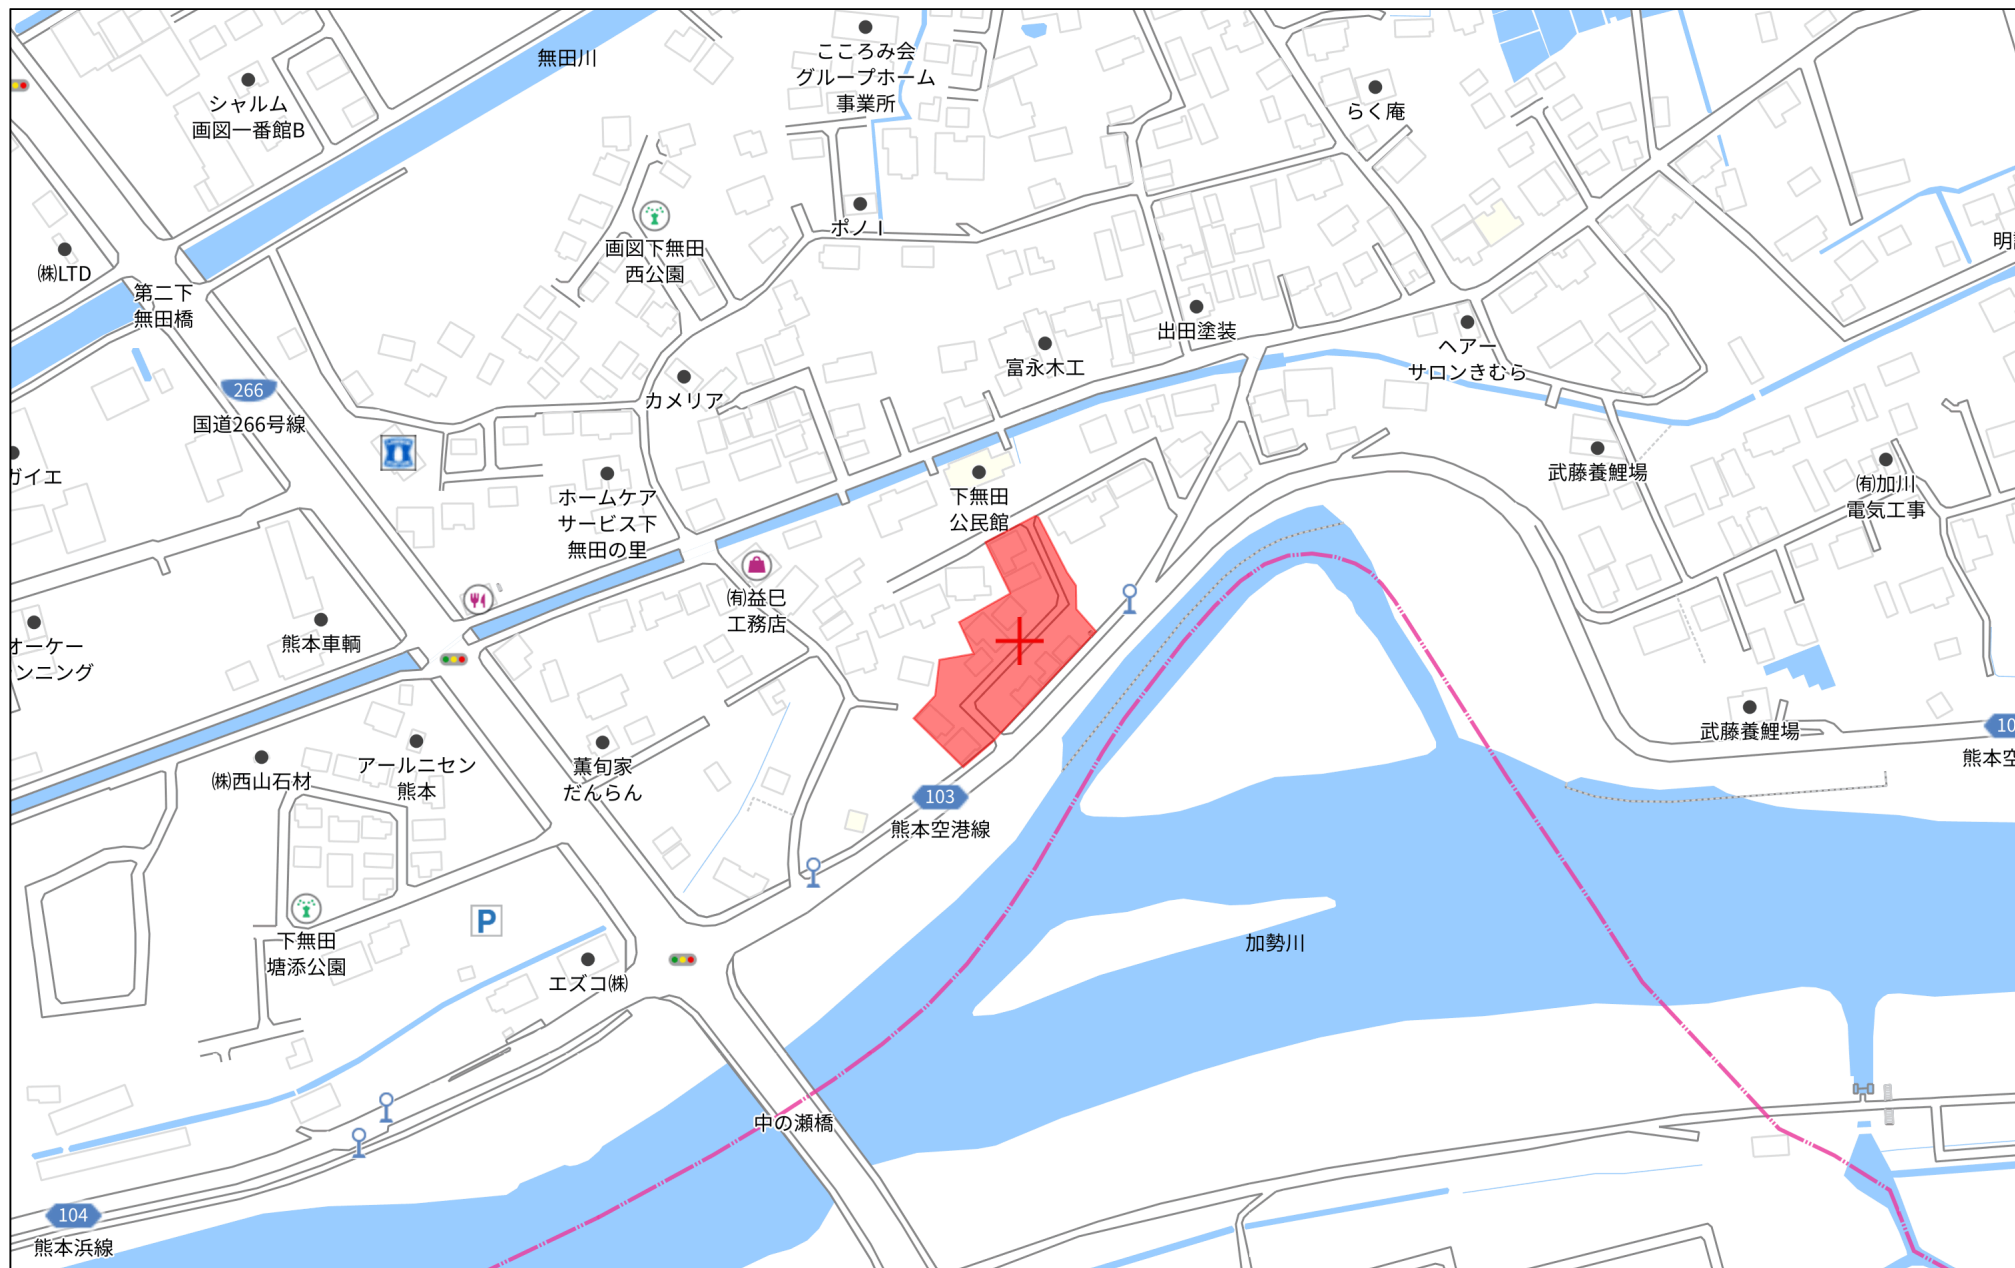 無田川
こころみ会
グループホーム
事業所
シャルム
画図一番館B
らく庵
ポノI
画図下無田
西公園
㈱LTD
第二下
無田橋
出田塗装
富永木工
ヘアー
サロンきむら
266
国道266号線
カメリア
武藤養鯉場
ガイエ
ホームケア
サービス下
無田の里
下無田
公民館
㈲加川
電気工事
㈲益巳
工務店
熊本車輌
オーケー
ンニング
武藤養鯉場
10
熊本空
㈱西山石材
アールニセン
熊本
薫旬家
だんらん
103
熊本空港線
P
下無田
塘添公園
エズコ㈱
加勢川
中の瀬橋
104
熊本浜線